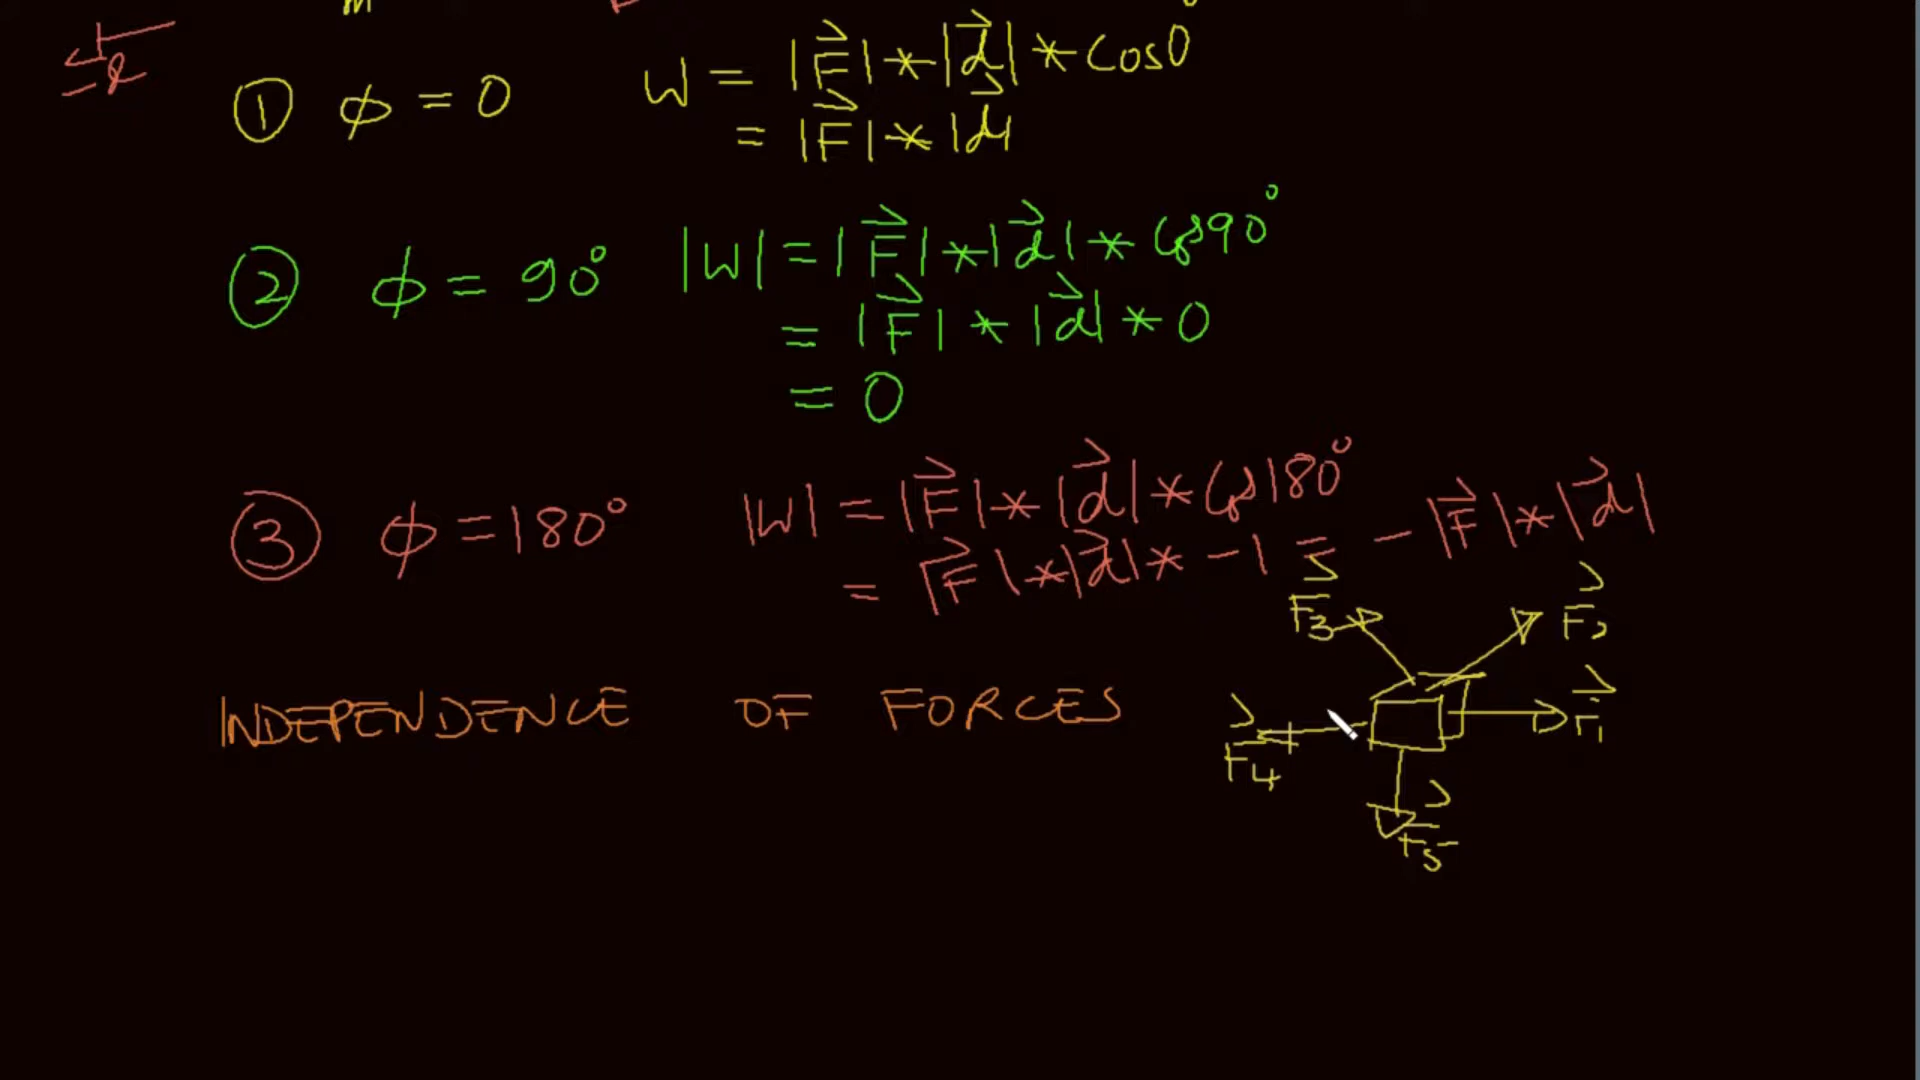 m
① φ = 0 W = |F⃗| * |d⃗| * Cos0°
= |F⃗| * |d⃗|
② φ = 90° |W| = |F⃗| * |d⃗| * Cos90°
= |F⃗| * |d⃗| * 0
= 0
③ φ = 180° |W| = |F⃗| * |d⃗| * Cos180°
= |F⃗| * |d⃗| * -1 = - |F⃗| * |d⃗|
INDEPENDENCE OF FORCES
F⃗3 F⃗2
F⃗4 F⃗1
F⃗5